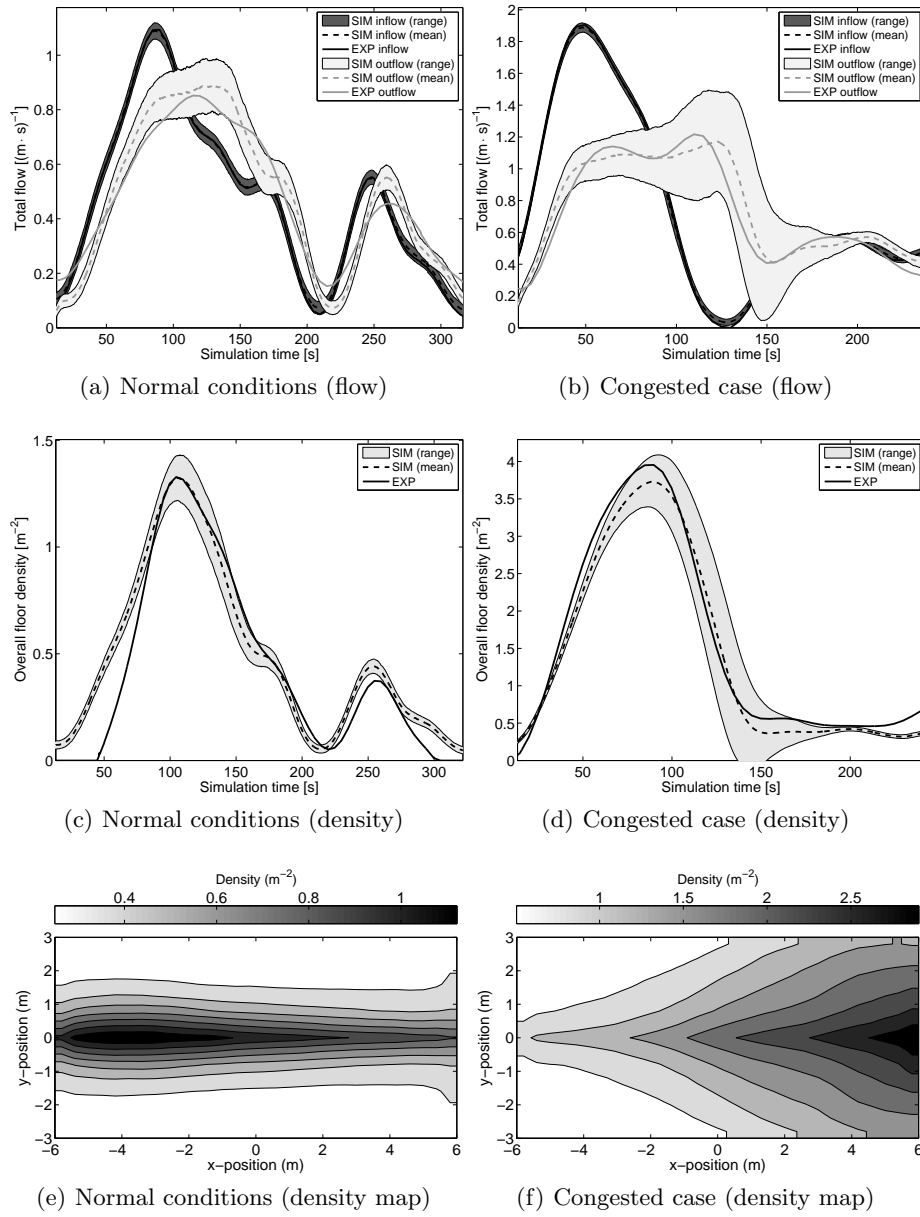 SIM inflow (range)
SIM inflow (mean)
EXP inflow
SIM outflow (range)
SIM outflow (mean)
EXP outflow
Total flow [(m· s)⁻¹]
1
0.8
0.6
0.4
0.2
0
50 100 150 200 250 300
Simulation time [s]
(a) Normal conditions (flow)
SIM inflow (range)
SIM inflow (mean)
EXP inflow
SIM outflow (range)
SIM outflow (mean)
EXP outflow
Total flow [(m· s)⁻¹]
2
1.8
1.6
1.4
1.2
1
0.8
0.6
0.4
0.2
0
50 100 150 200
Simulation time [s]
(b) Congested case (flow)
SIM (range)
SIM (mean)
EXP
Overall floor density [m⁻²]
1.5
1
0.5
0
50 100 150 200 250 300
Simulation time [s]
(c) Normal conditions (density)
SIM (range)
SIM (mean)
EXP
Overall floor density [m⁻²]
4
3.5
3
2.5
2
1.5
1
0.5
0
50 100 150 200
Simulation time [s]
(d) Congested case (density)
Density (m⁻²)
0.4 0.6 0.8 1
y−position (m)
3
2
1
0
−1
−2
−3
−6 −4 −2 0 2 4 6
x−position (m)
(e) Normal conditions (density map)
Density (m⁻²)
1 1.5 2 2.5
y−position (m)
3
2
1
0
−1
−2
−3
−6 −4 −2 0 2 4 6
x−position (m)
(f) Congested case (density map)